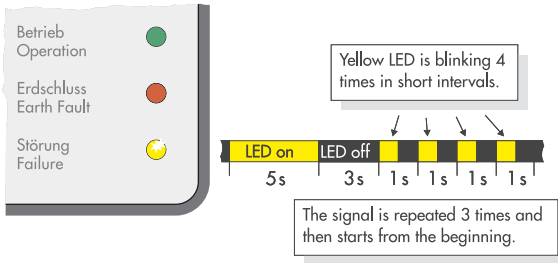 Betrieb
Operation
Erdschluss
Earth Fault
Störung
Failure
Yellow LED is blinking 4
times in short intervals.
LED on LED off
5s 3s 1s 1s 1s 1s
The signal is repeated 3 times and
then starts from the beginning.